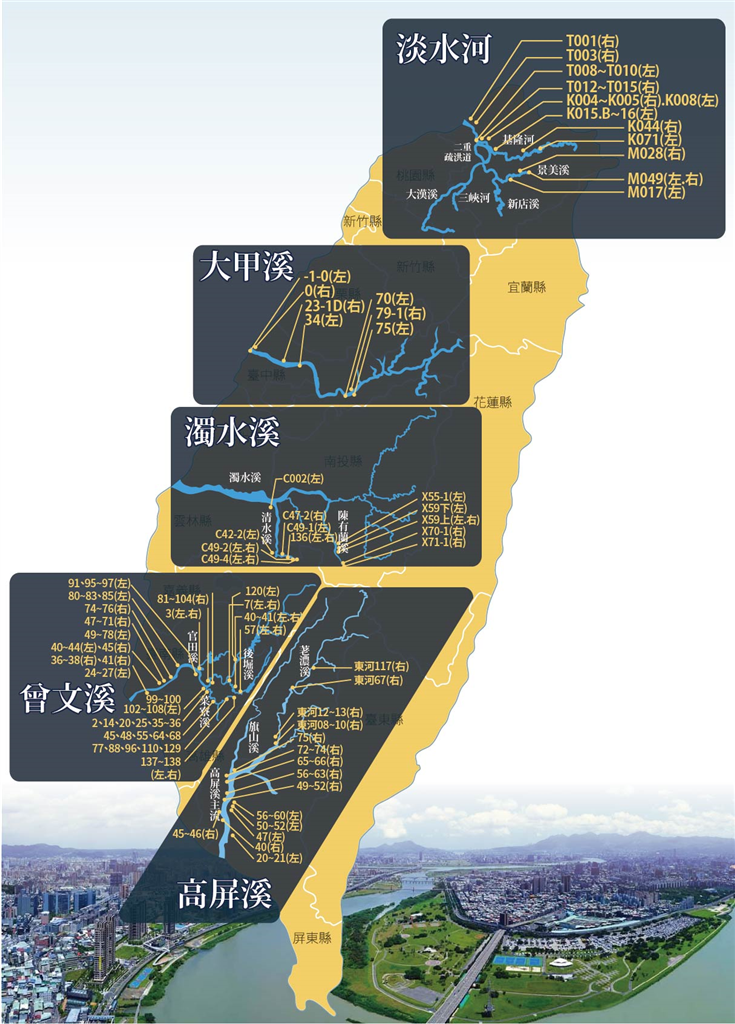 淡水河
T001(右)
T003(右)
T008~T010(左)
T012~T015(右)
K004~K005(右).K008(左)
K015.B~16(左)
K044(右)
K071(左)
M028(右)
M049(左.右)
M017(左)
基隆河
二重
疏洪道
景美溪
大漢溪
三峽河
新店溪
桃園縣
新竹縣
大甲溪
-1-0(左)
0(右)
23-1D(右)
34(左)
70(左)
79-1(右)
75(左)
新竹縣
宜蘭縣
臺中縣
花蓮縣
濁水溪
南投縣
濁水溪
C002(左)
雲林縣
清水溪
陳有蘭溪
C47-2(右)
C49-1(左)
136(左.右)
C42-2(左)
C49-2(左.右)
C49-4(左.右)
X55-1(左)
X59下(左)
X59上(左.右)
X70-1(右)
X71-1(右)
曾文溪
91、95~97(左)
80~83、85(左)
74~76(右)
47~71(右)
49~78(左)
40~44(左)、45(右)
36~38(右)、41(右)
24~27(左)
81~104(右)
3(左.右)
120(左)
7(左.右)
40~41(左.右)
57(左.右)
官田溪
後堀溪
菜寮溪
99~100
102~108(左)
2、14、20、25、35~36
45、48、55、64、68
77、88、96、110、129
137~138
(左.右)
高屏溪
荖濃溪
旗山溪
高屏溪主流
東河117(右)
東河67(右)
東河12~13(右)
東河08~10(右)
75(右)
72~74(右)
65~66(右)
56~63(右)
49~52(右)
56~60(左)
50~52(左)
47(左)
40(右)
20~21(左)
45~46(右)
臺東縣
屏東縣